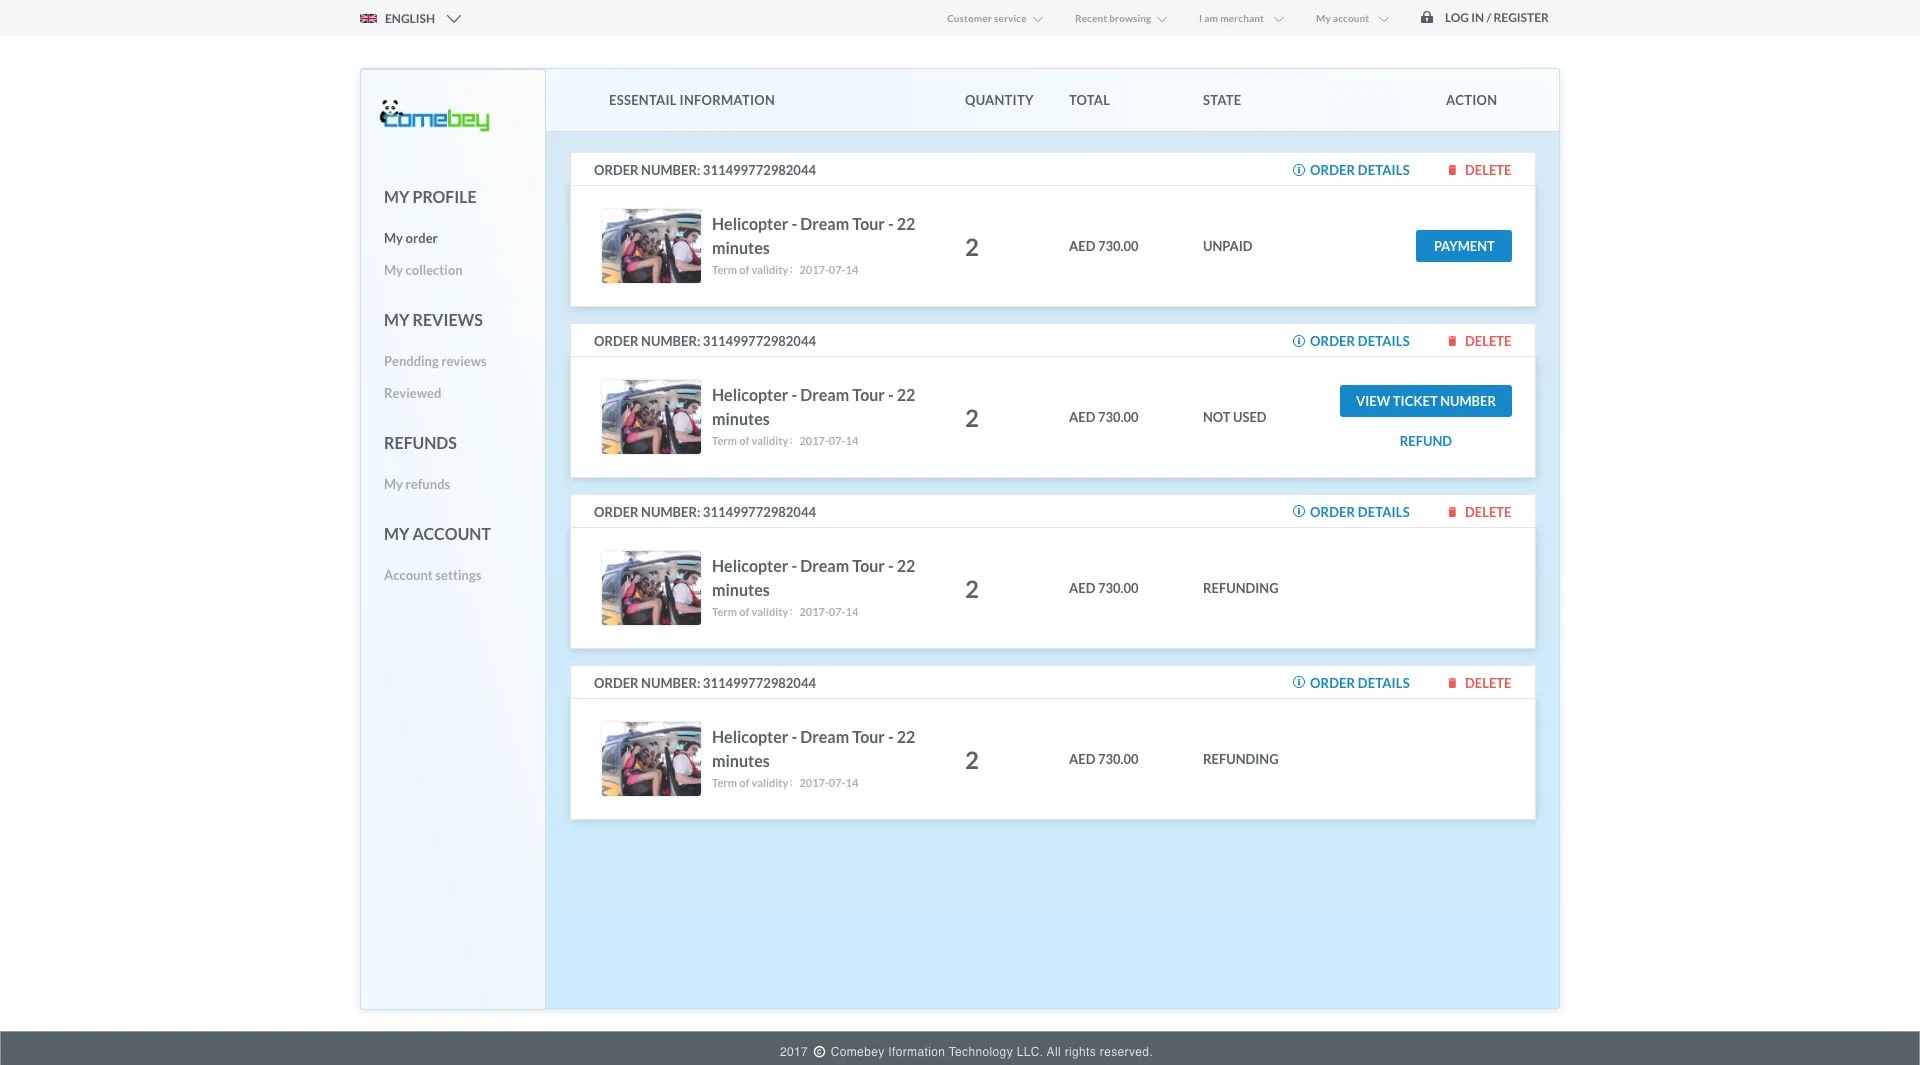 ENGLISH
Customer service
Recent browsing
I am merchant
My account
LOG IN / REGISTER
comebey
ESSENTAIL INFORMATION
QUANTITY
TOTAL
STATE
ACTION
MY PROFILE
My order
My collection
MY REVIEWS
Pendding reviews
Reviewed
REFUNDS
My refunds
MY ACCOUNT
Account settings
ORDER NUMBER: 311499772982044
ORDER DETAILS
DELETE
Helicopter - Dream Tour - 22
minutes
Term of validity： 2017-07-14
2
AED 730.00
UNPAID
PAYMENT
ORDER NUMBER: 311499772982044
ORDER DETAILS
DELETE
Helicopter - Dream Tour - 22
minutes
Term of validity： 2017-07-14
2
AED 730.00
NOT USED
VIEW TICKET NUMBER
REFUND
ORDER NUMBER: 311499772982044
ORDER DETAILS
DELETE
Helicopter - Dream Tour - 22
minutes
Term of validity： 2017-07-14
2
AED 730.00
REFUNDING
ORDER NUMBER: 311499772982044
ORDER DETAILS
DELETE
Helicopter - Dream Tour - 22
minutes
Term of validity： 2017-07-14
2
AED 730.00
REFUNDING
2017 © Comebey Iformation Technology LLC. All rights reserved.